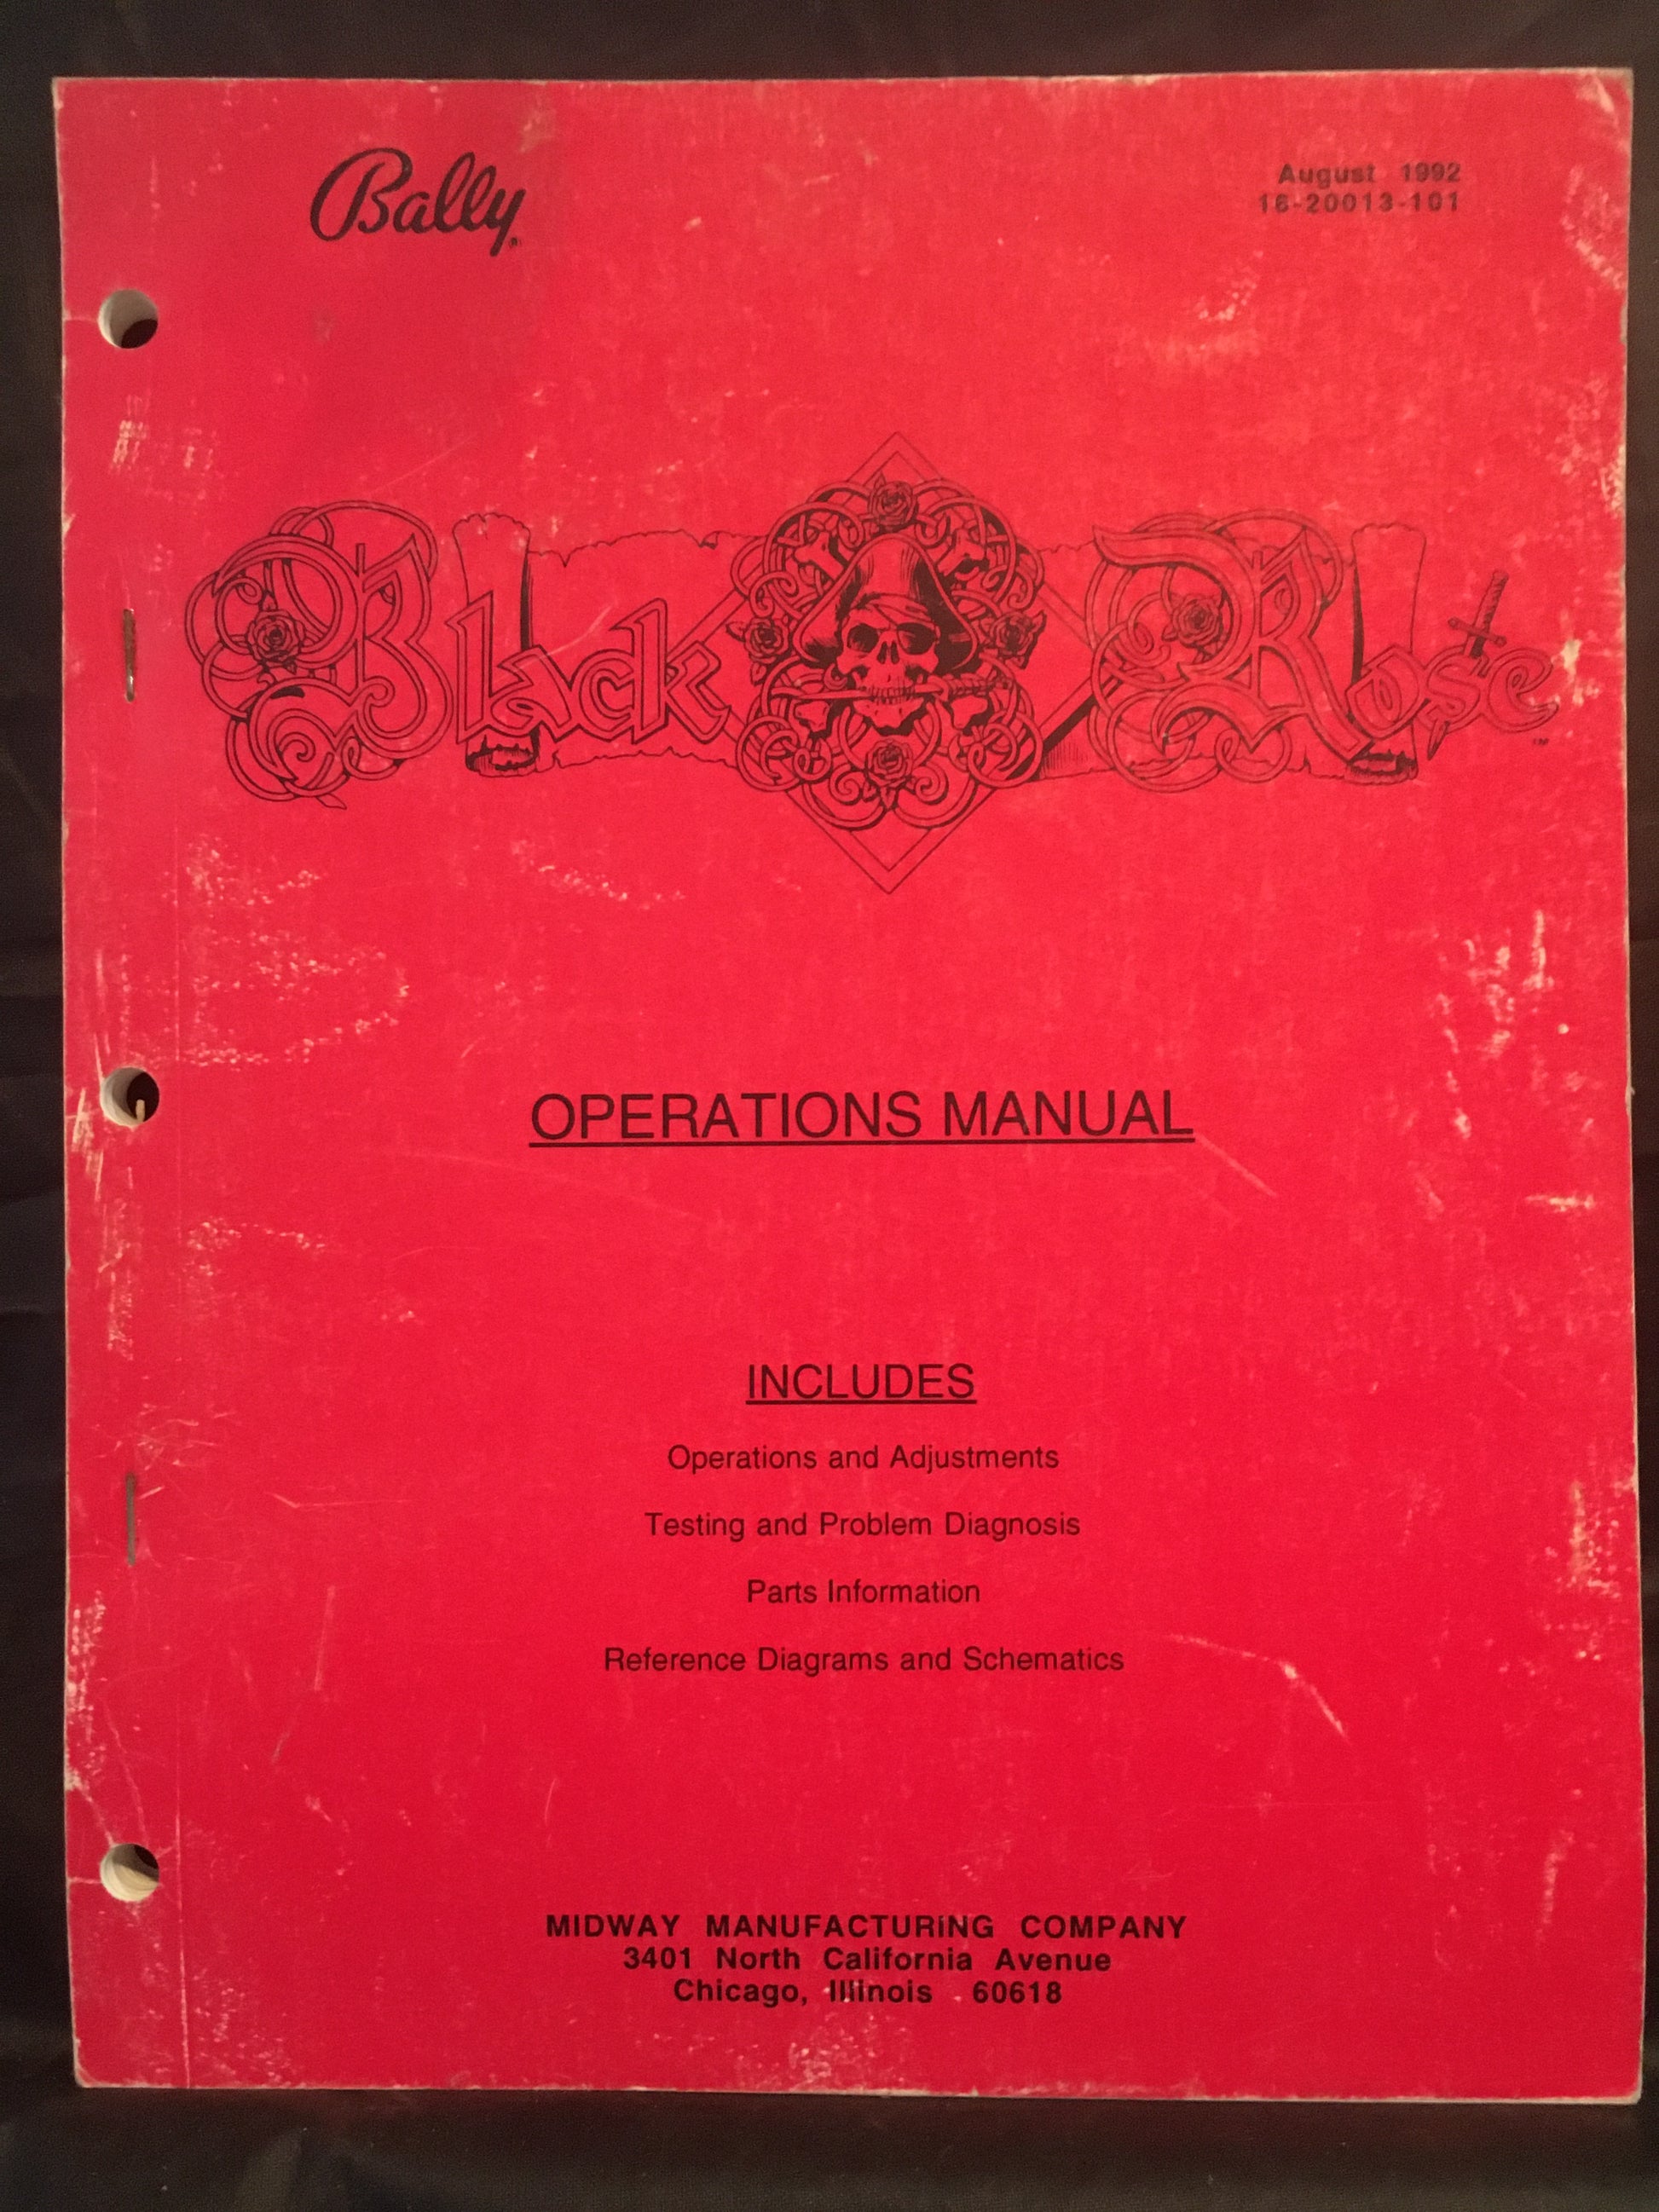 Bally®
August 1992
16-20013-101
Black Rose™
OPERATIONS MANUAL
INCLUDES
Operations and Adjustments
Testing and Problem Diagnosis
Parts Information
Reference Diagrams and Schematics
MIDWAY MANUFACTURING COMPANY
3401 North California Avenue
Chicago, Illinois 60618